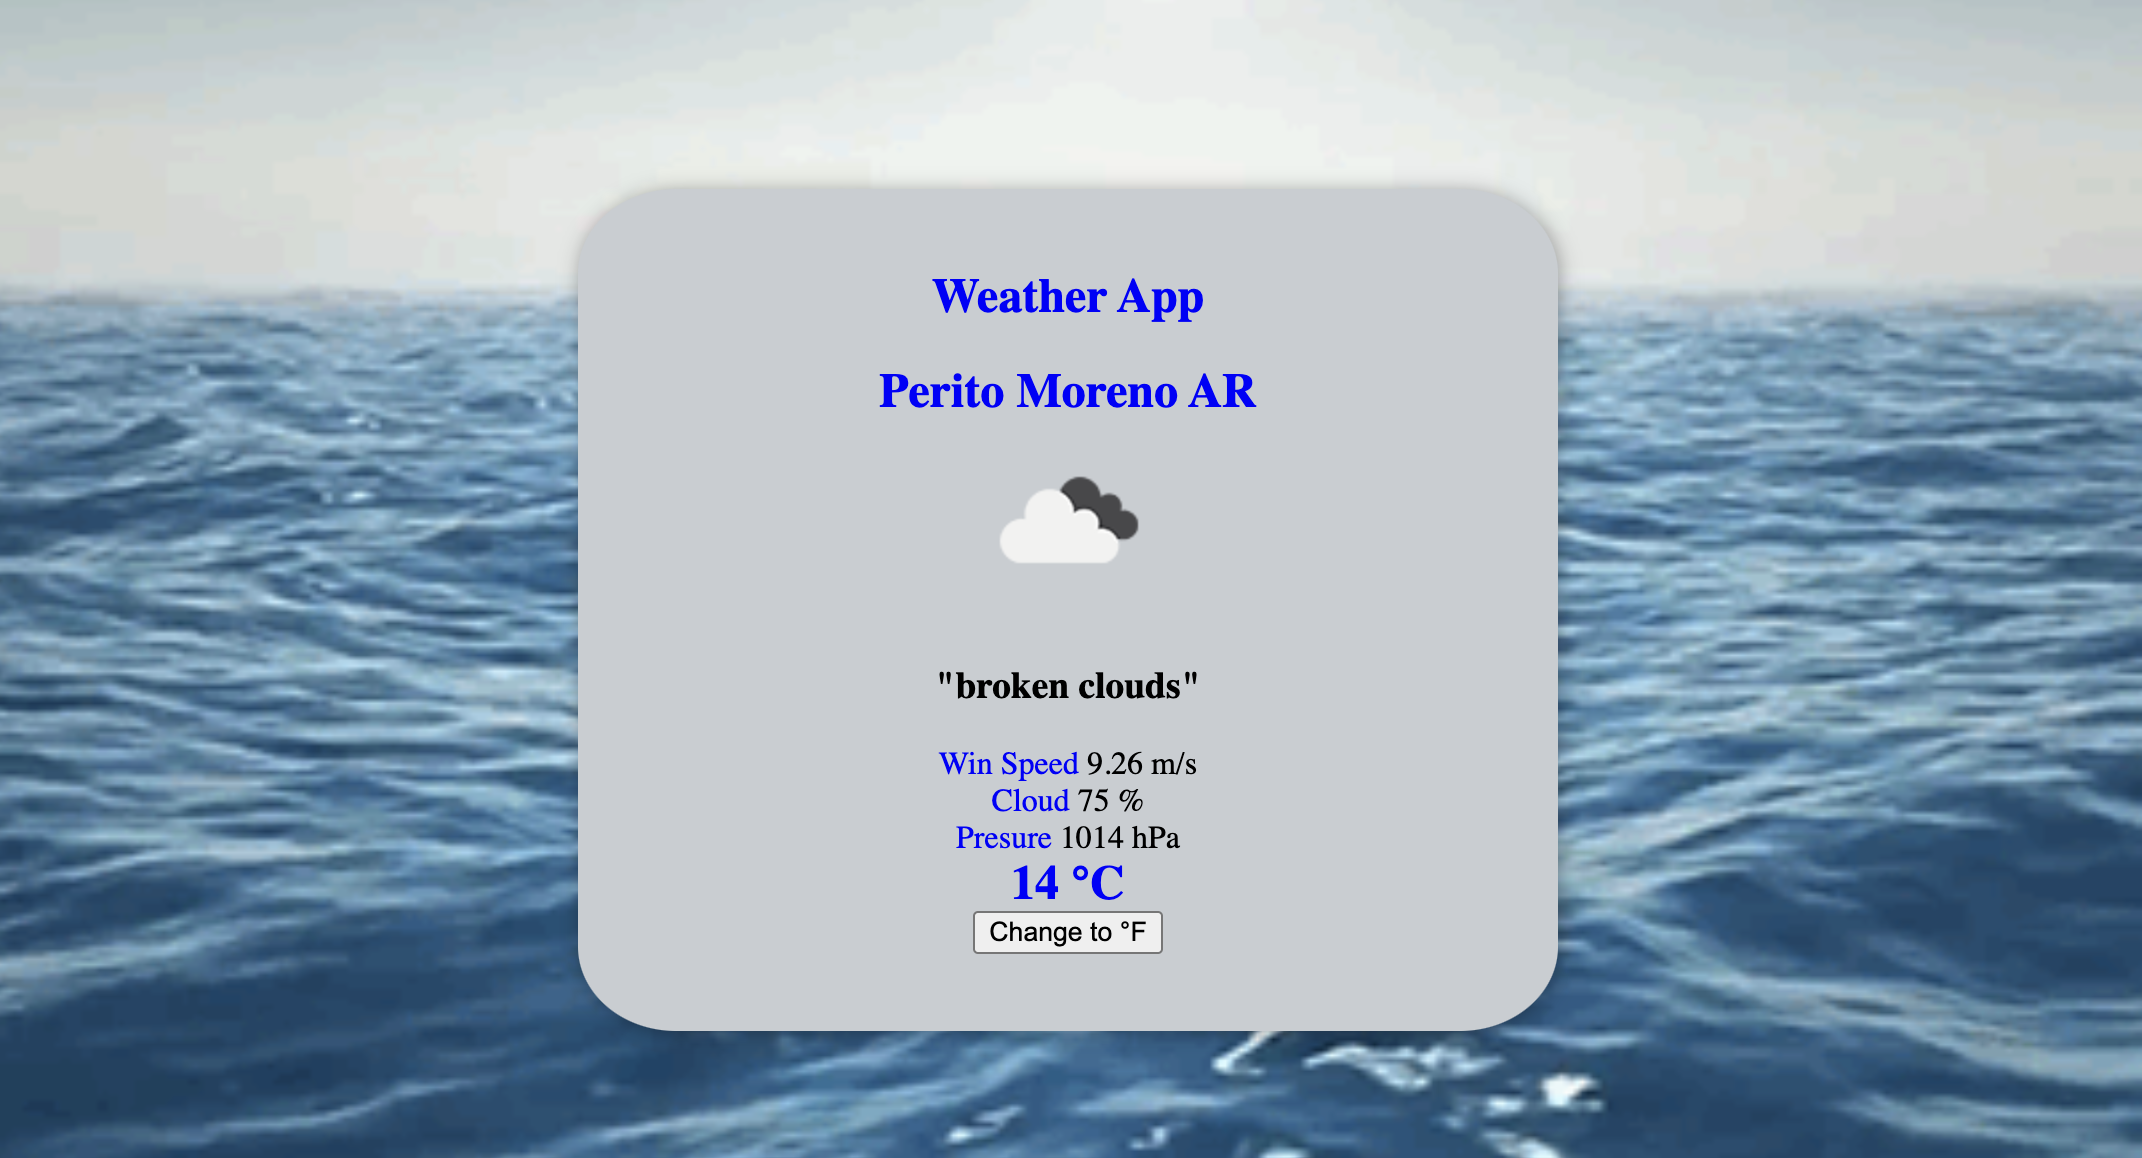 Weather App
Perito Moreno AR
"broken clouds"
Win Speed 9.26 m/s
Cloud 75 %
Presure 1014 hPa
14 °C
Change to °F